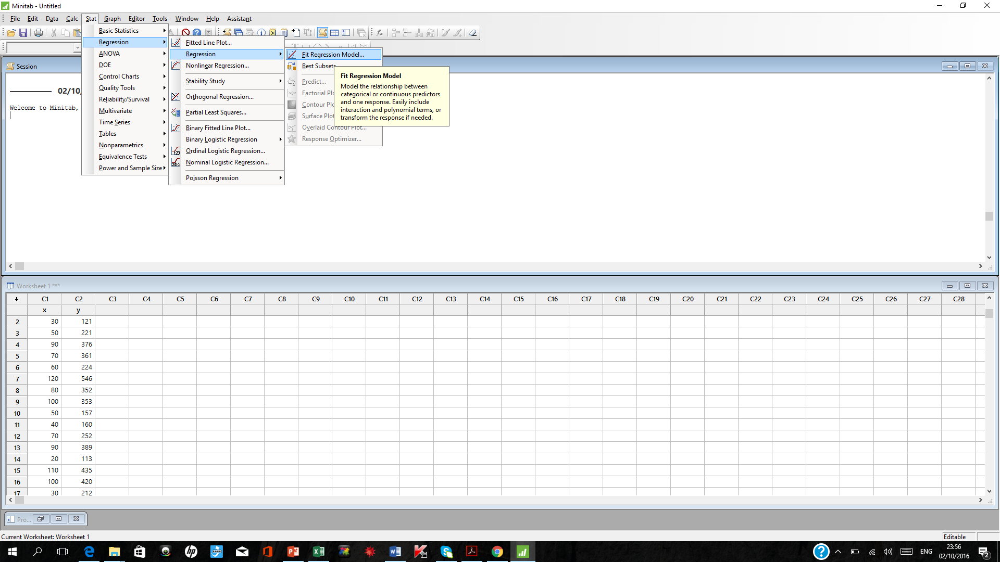 Minitab - Untitled
File Edit Data Calc Stat Graph Editor Tools Window Help Assistant
Basic Statistics
Regression
ANOVA
DOE
Control Charts
Quality Tools
Reliability/Survival
Multivariate
Time Series
Tables
Nonparametrics
Equivalence Tests
Power and Sample Size
Fitted Line Plot...
Regression
Nonlinear Regression...
Stability Study
Orthogonal Regression...
Partial Least Squares...
Binary Fitted Line Plot...
Binary Logistic Regression
Ordinal Logistic Regression...
Nominal Logistic Regression...
Poisson Regression
Fit Regression Model...
Best Subsets
Predict...
Factorial Plo
Contour Plo
Surface Plot
Overlaid Contour Plot...
Response Optimizer...
Fit Regression Model
Model the relationship between
categorical or continuous predictors
and one response. Easily include
interaction and polynomial terms, or
transform the response if needed.
Session
02/10/
Welcome to Minitab,
Worksheet 1 ***
C1 C2 C3 C4 C5 C6 C7 C8 C9 C10 C11 C12 C13 C14 C15 C16 C17 C18 C19 C20 C21 C22 C23 C24 C25 C26 C27 C28
x y
2 30 121
3 50 221
4 90 376
5 70 361
6 60 224
7 120 546
8 80 352
9 100 353
10 50 157
11 40 160
12 70 252
13 90 389
14 20 113
15 110 435
16 100 420
17 30 212
Pro...
Current Worksheet: Worksheet 1
Editable
ENG
23:56
02/10/2016
2